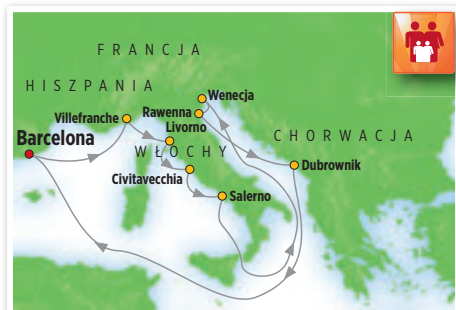 FRANCJA
HISZPANIA
Wenecja
Villefranche
Rawenna
Livorno
CHORWACJA
Barcelona
WŁOCHY
Dubrownik
Civitavecchia
Salerno